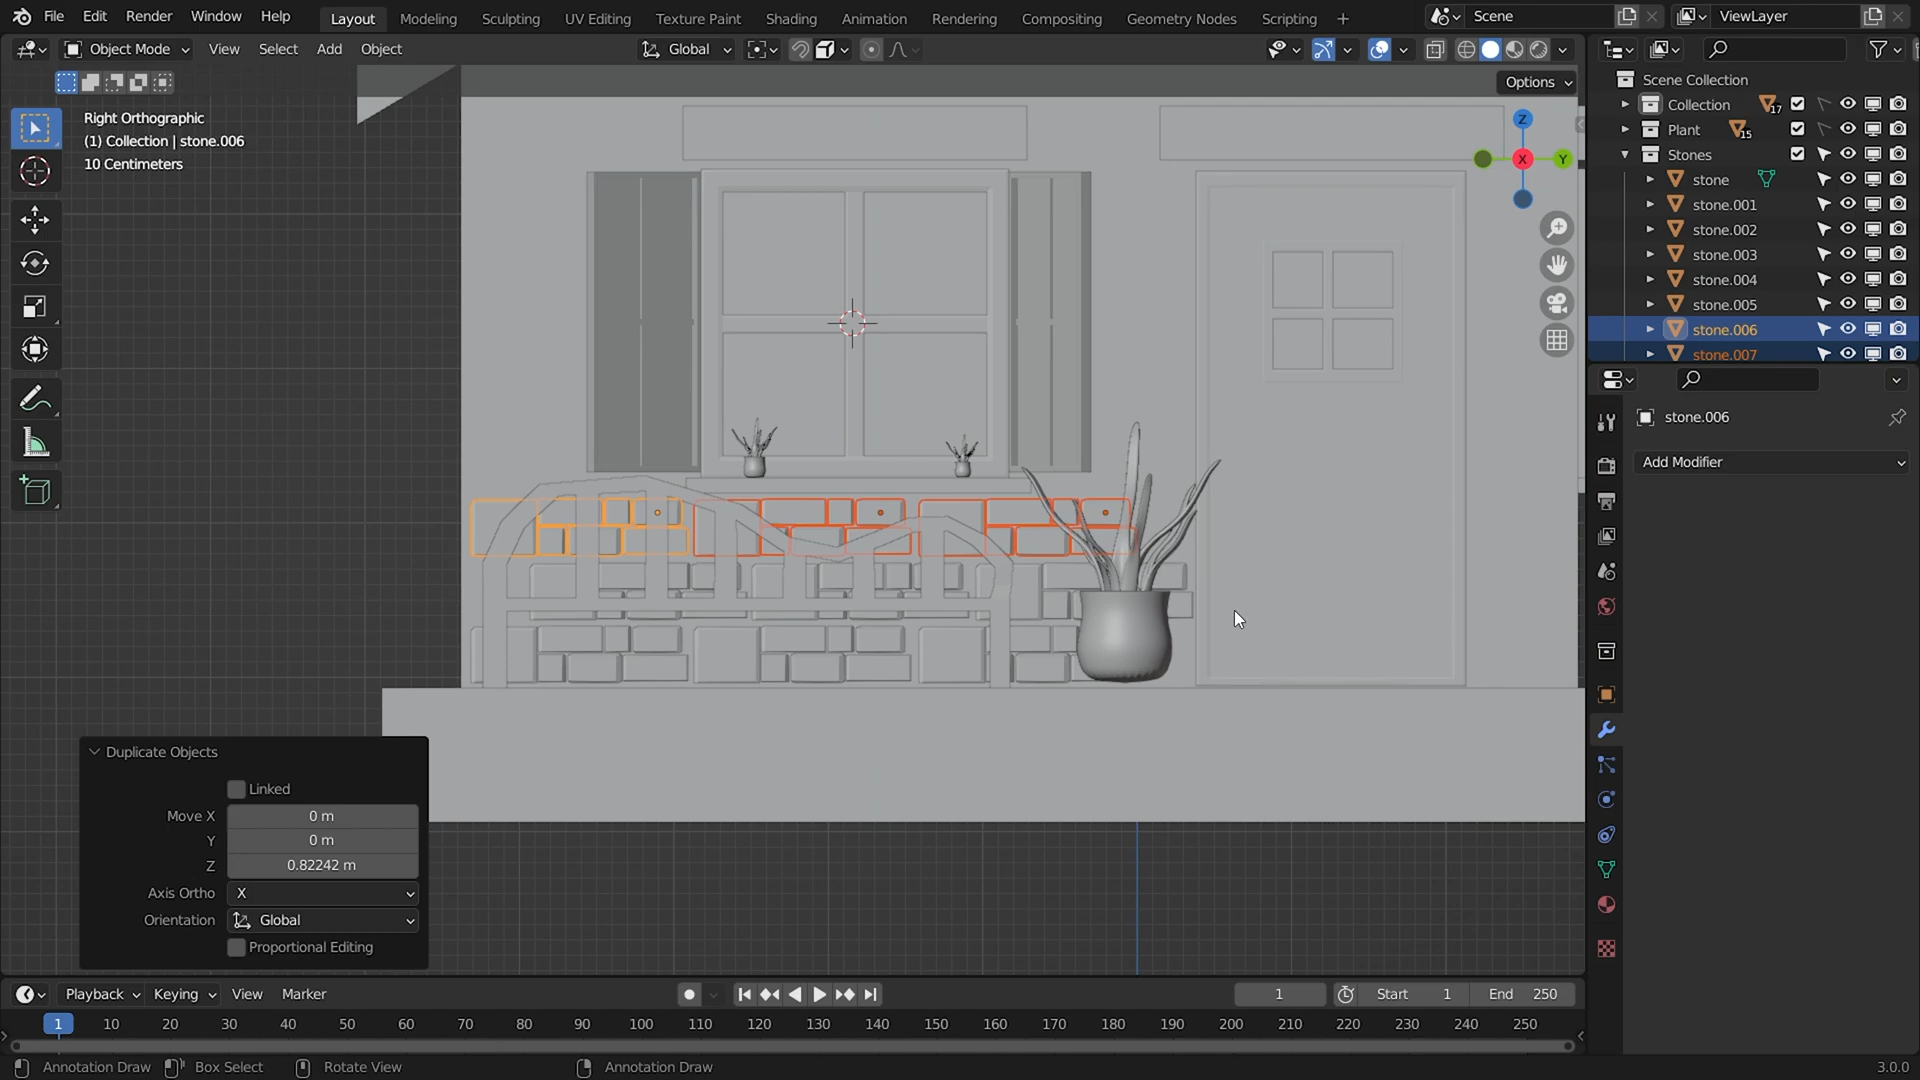 File Edit Render Window Help Layout Modeling Sculpting UV Editing Texture Paint Shading Animation Rendering Compositing Geometry Nodes Scripting Scene ViewLayer
Object Mode View Select Add Object Global
Options
Right Orthographic
(1) Collection | stone.006
10 Centimeters
Z
X
Y
Scene Collection
Collection 17
Plant 15
Stones
stone
stone.001
stone.002
stone.003
stone.004
stone.005
stone.006
stone.007
stone.006
Add Modifier
Duplicate Objects
Linked
Move X 0 m
Y 0 m
Z 0.82242 m
Axis Ortho X
Orientation Global
Proportional Editing
Playback Keying View Marker 1 Start 1 End 250
1 10 20 30 40 50 60 70 80 90 100 110 120 130 140 150 160 170 180 190 200 210 220 230 240 250
Annotation Draw Box Select Rotate View Annotation Draw 3.0.0